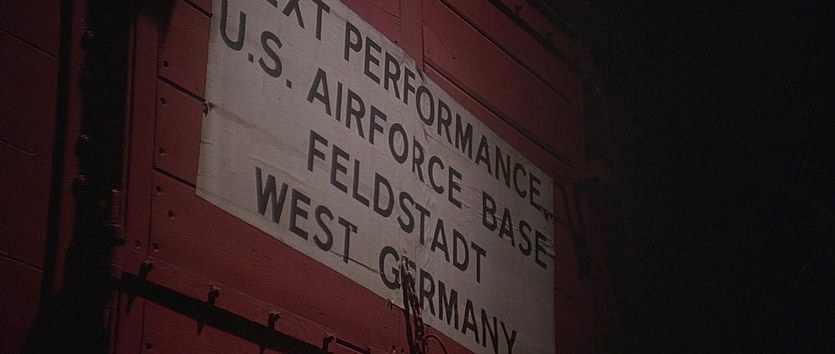 EXT PERFORMANCE
U.S. AIRFORCE BASE
FELDSTADT
WEST GERMANY